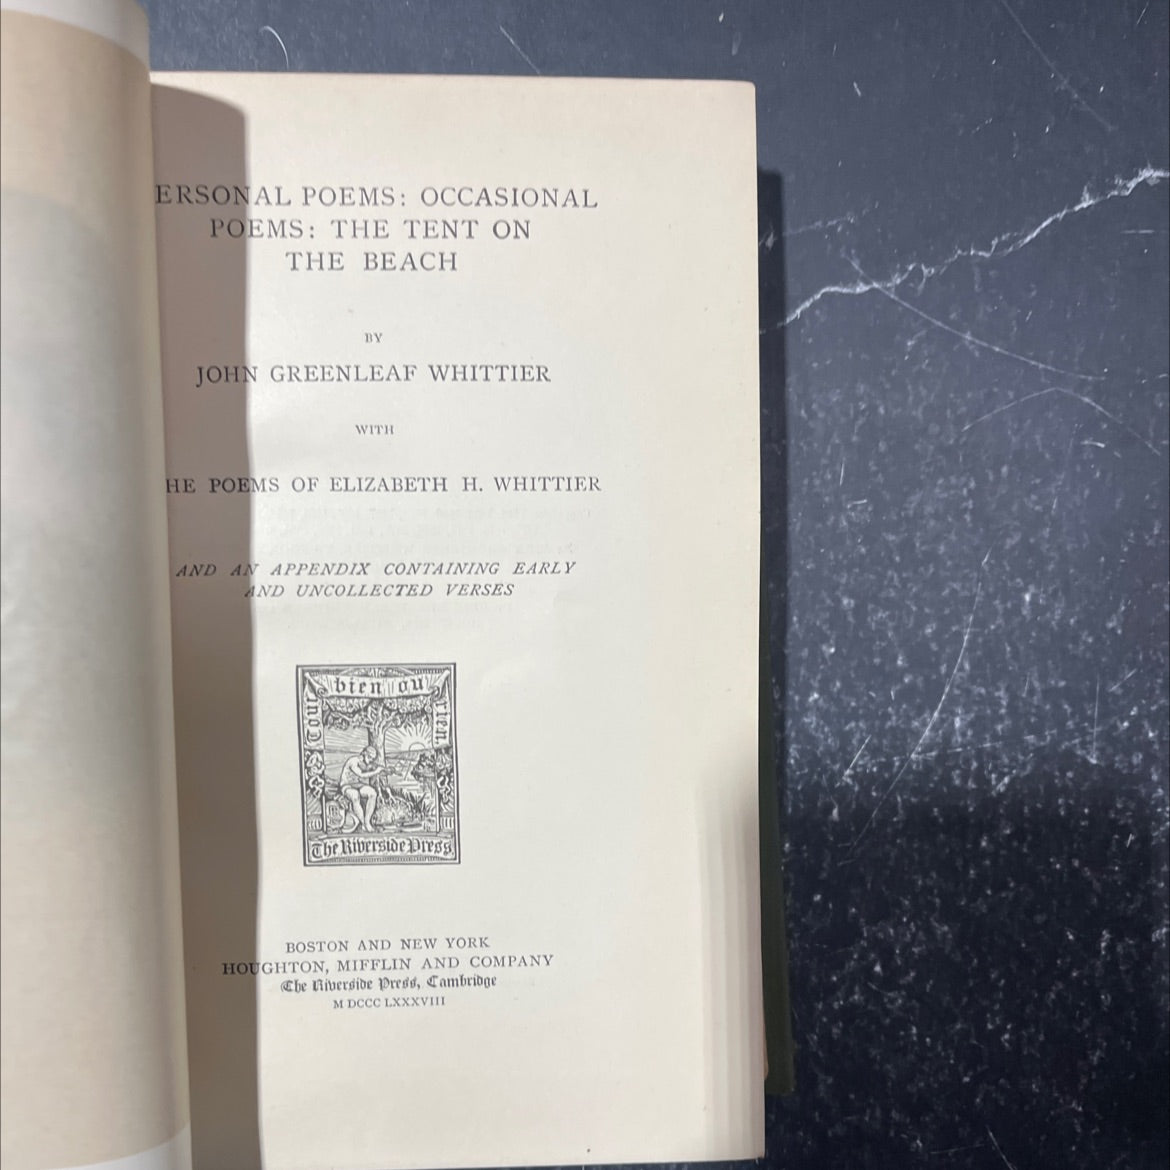 ERSONAL POEMS: OCCASIONAL
POEMS: THE TENT ON
THE BEACH
BY
JOHN GREENLEAF WHITTIER
WITH
HE POEMS OF ELIZABETH H. WHITTIER
AND AN APPENDIX CONTAINING EARLY
AND UNCOLLECTED VERSES
Tout bien ou rien.
The Riverside Press
BOSTON AND NEW YORK
HOUGHTON, MIFFLIN AND COMPANY
The Riverside Press, Cambridge
M DCCC LXXXVIII